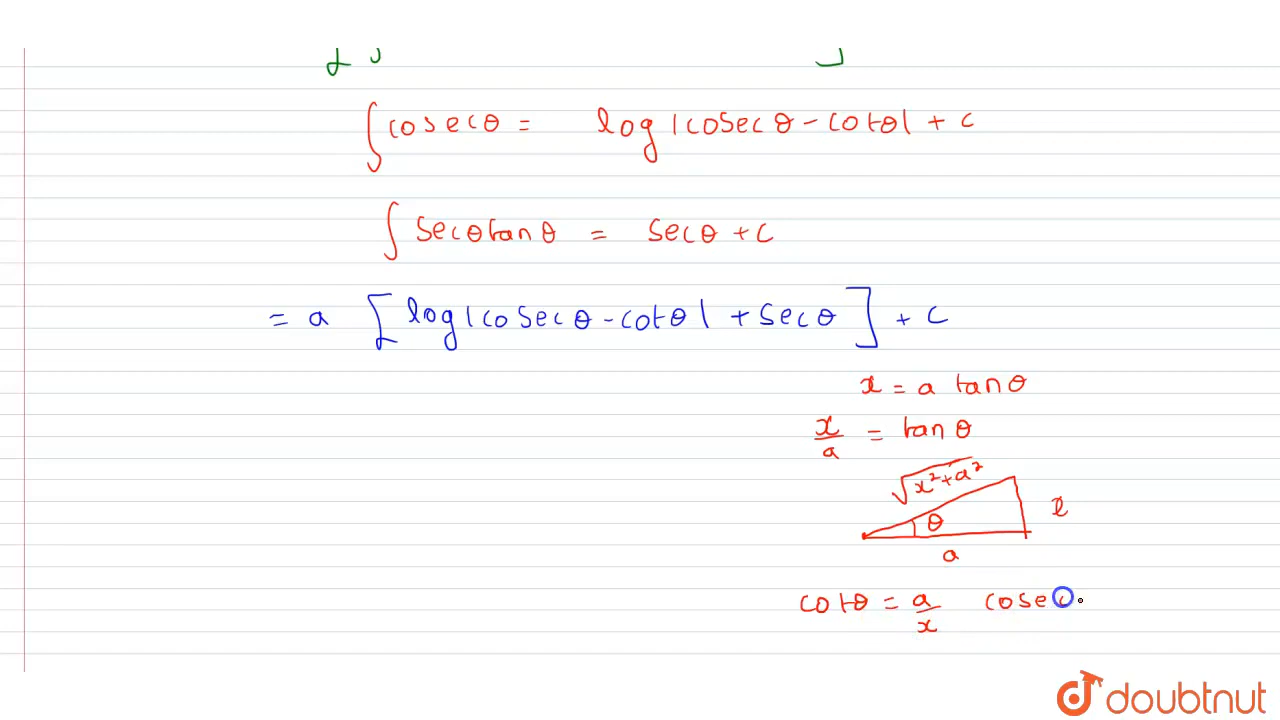 ∫ cosecθ = log |cosecθ - cotθ| + c
∫ secθtanθ = secθ + c
= a [ log |cosecθ - cotθ| + secθ ] + c
x = a tanθ
x/a = tanθ
√x²+a²
θ
x
a
cotθ = a/x cosec
doubtnut